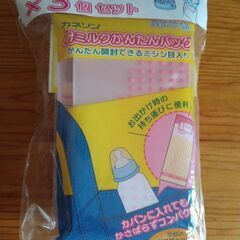 ×3個セット
カネソン
ミルクかんたんパック
かんたん開封できるミシン目入り
お出かけ時の
持ち運びに便利
カバンに入れても
かさばらずコンパクト